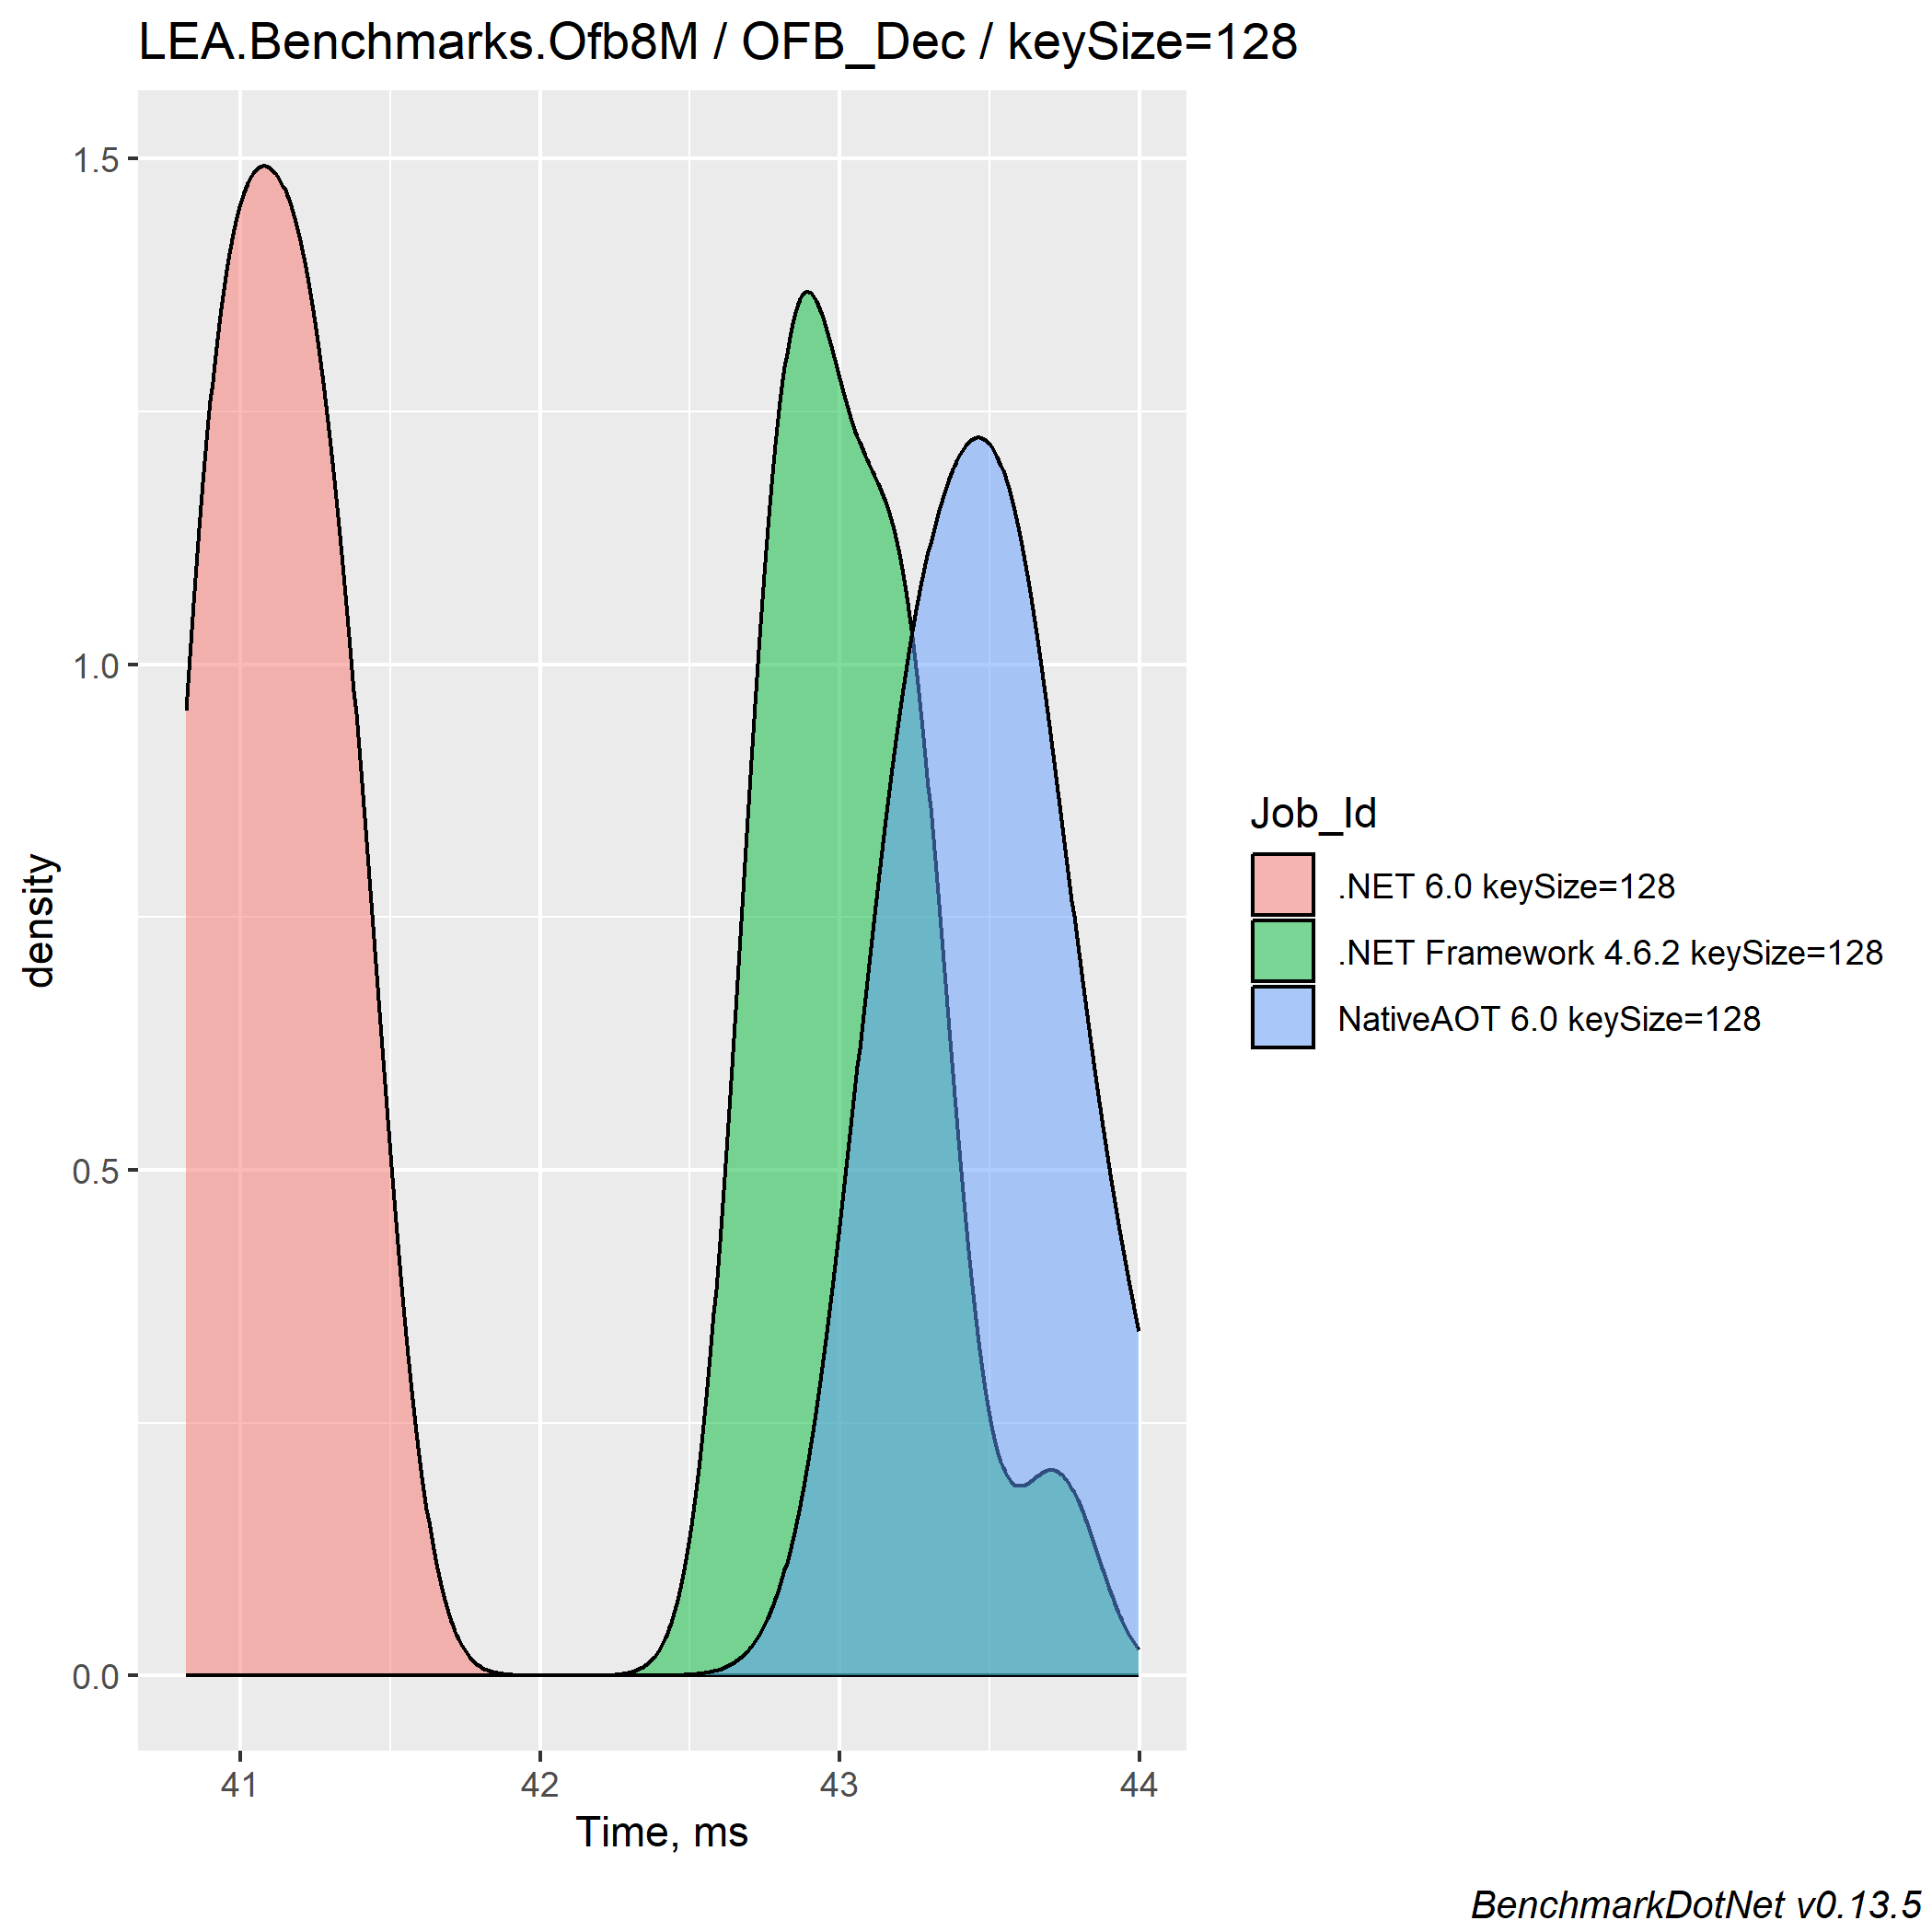 LEA.Benchmarks.Ofb8M / OFB_Dec / keySize=128
1.5
1.0
0.5
0.0
density
41 42 43 44
Time, ms
Job_Id
.NET 6.0 keySize=128
.NET Framework 4.6.2 keySize=128
NativeAOT 6.0 keySize=128
BenchmarkDotNet v0.13.5